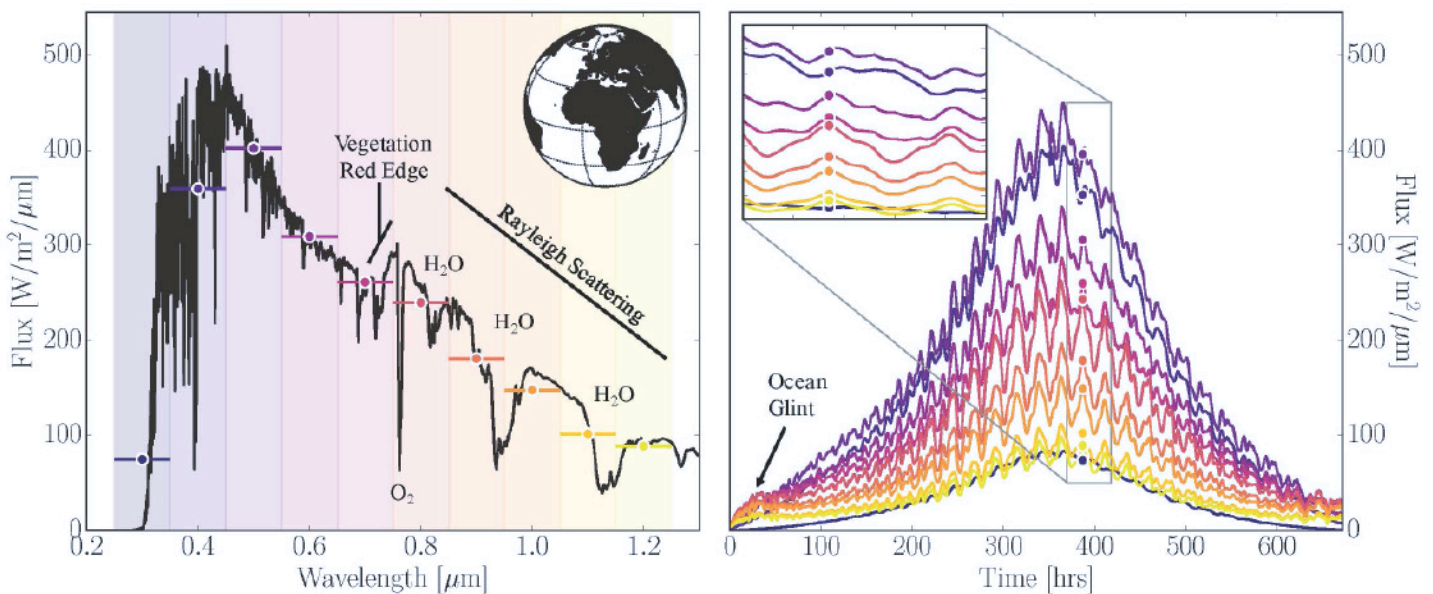 500
400
300
200
100
0
Flux [W/m²/μm]
0.2 0.4 0.6 0.8 1.0 1.2
Wavelength [μm]
Vegetation
Red Edge
H₂O
H₂O
H₂O
O₂
Rayleigh Scattering
Ocean
Glint
0 100 200 300 400 500 600
Time [hrs]
500
400
300
200
100
0
Flux [W/m²/μm]